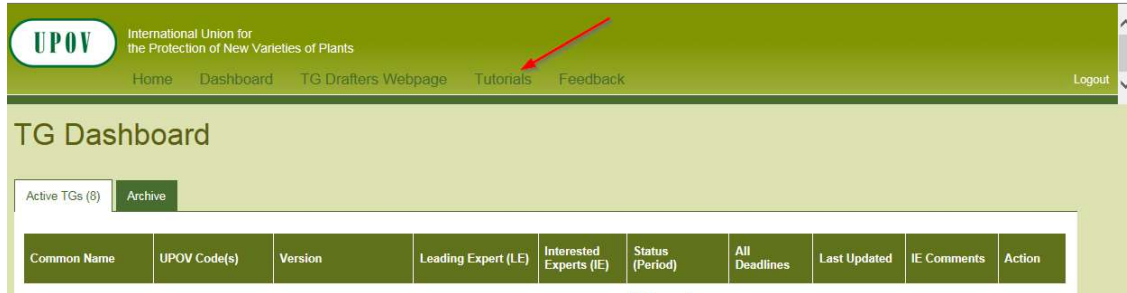 UPOV
International Union for
the Protection of New Varieties of Plants
Home Dashboard TG Drafters Webpage Tutorials Feedback
Logout
TG Dashboard
Active TGs (8) Archive
Common Name UPOV Code(s) Version Leading Expert (LE) Interested Experts (IE) Status (Period) All Deadlines Last Updated IE Comments Action